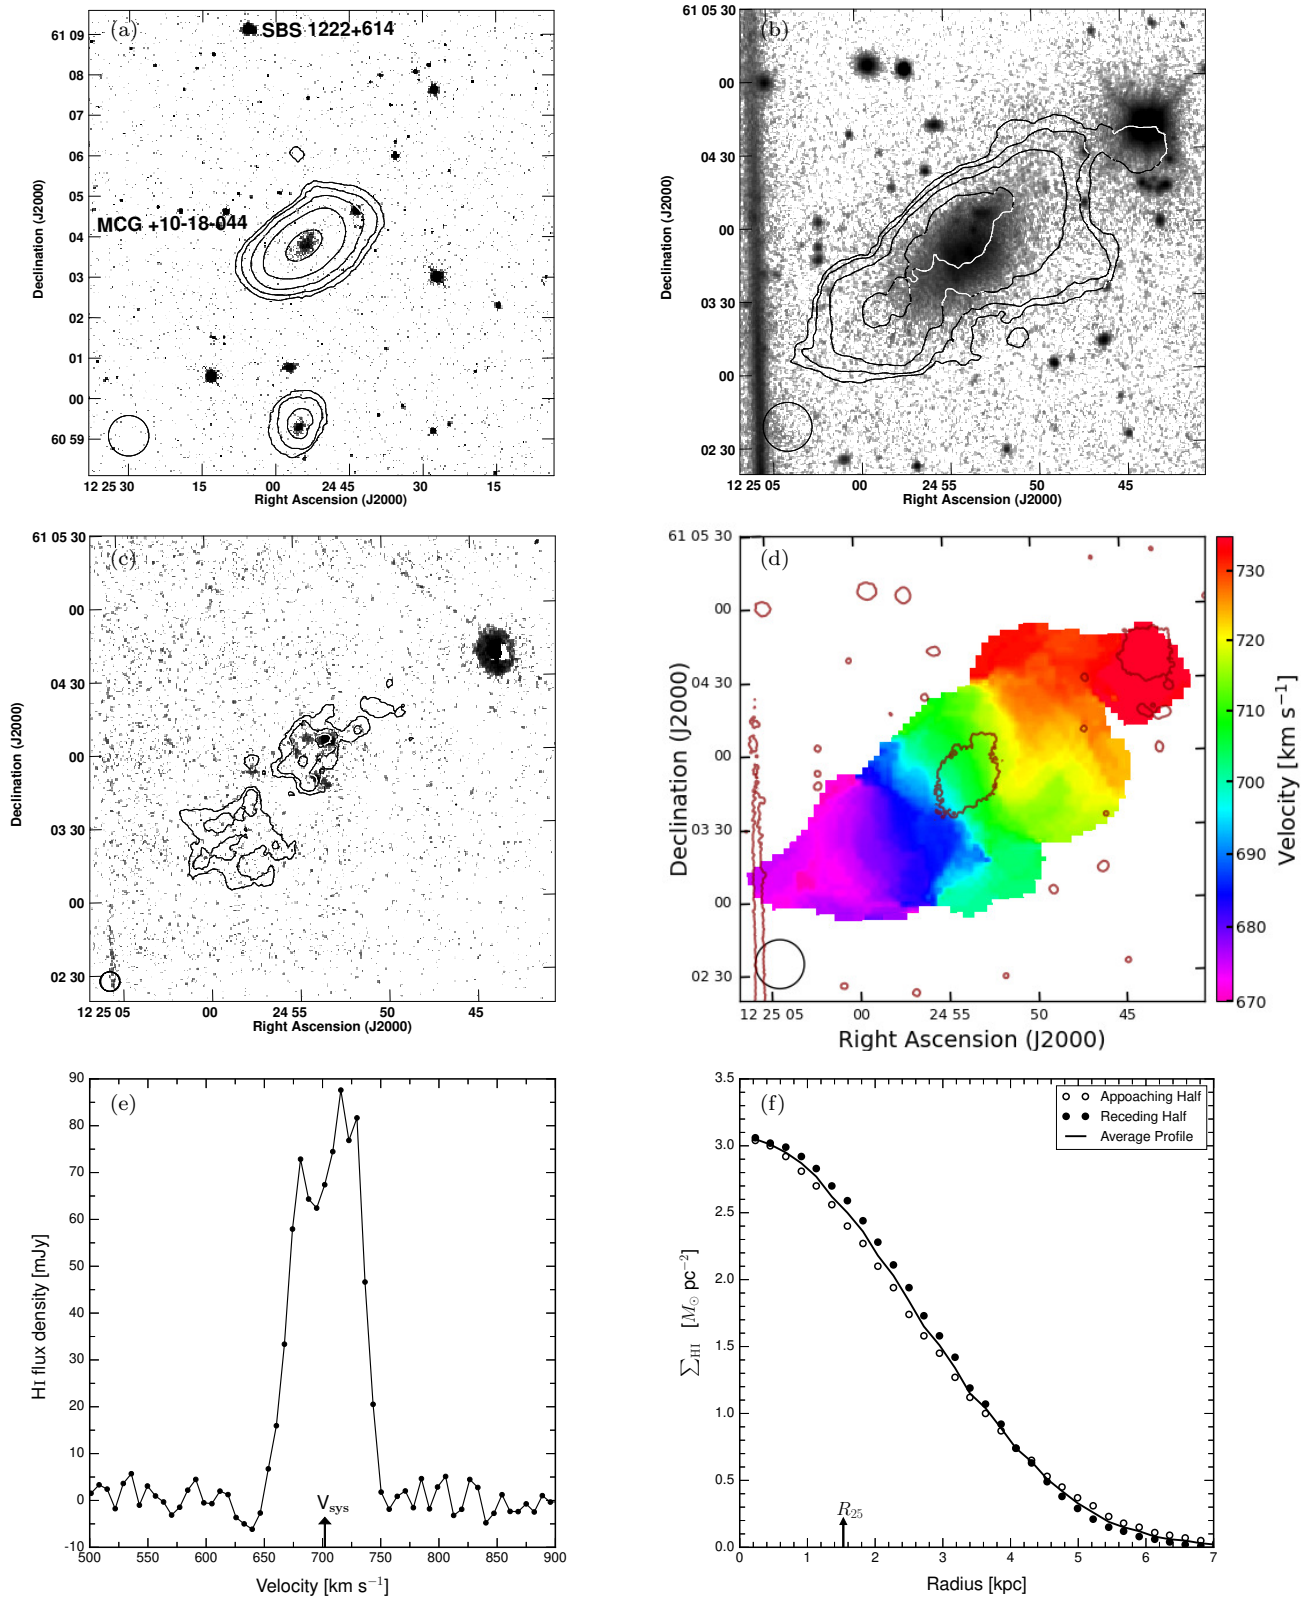 (a)
SBS 1222+614
MCG +10-18-044
61 09
08
07
06
05
04
03
02
01
00
60 59
Declination (J2000)
12 25 30
15
00
24 45
30
15
Right Ascension (J2000)
(b)
61 05 30
00
04 30
00
03 30
00
02 30
Declination (J2000)
12 25 05
00
24 55
50
45
Right Ascension (J2000)
(c)
61 05 30
00
04 30
00
03 30
00
02 30
Declination (J2000)
12 25 05
00
24 55
50
45
Right Ascension (J2000)
(d)
61 05 30
00
04 30
00
03 30
00
02 30
Declination (J2000)
12 25 05
00
24 55
50
45
Right Ascension (J2000)
730
720
710
700
690
680
670
Velocity [km s⁻¹]
(e)
90
80
70
60
50
40
30
20
10
0
-10
HI flux density [mJy]
V_sys
500
550
600
650
700
750
800
850
900
Velocity [km s⁻¹]
(f)
Appoaching Half
Receding Half
Average Profile
3.5
3.0
2.5
2.0
1.5
1.0
0.5
0.0
∑_HI [M⊙ pc⁻²]
R₂₅
0
1
2
3
4
5
6
7
Radius [kpc]